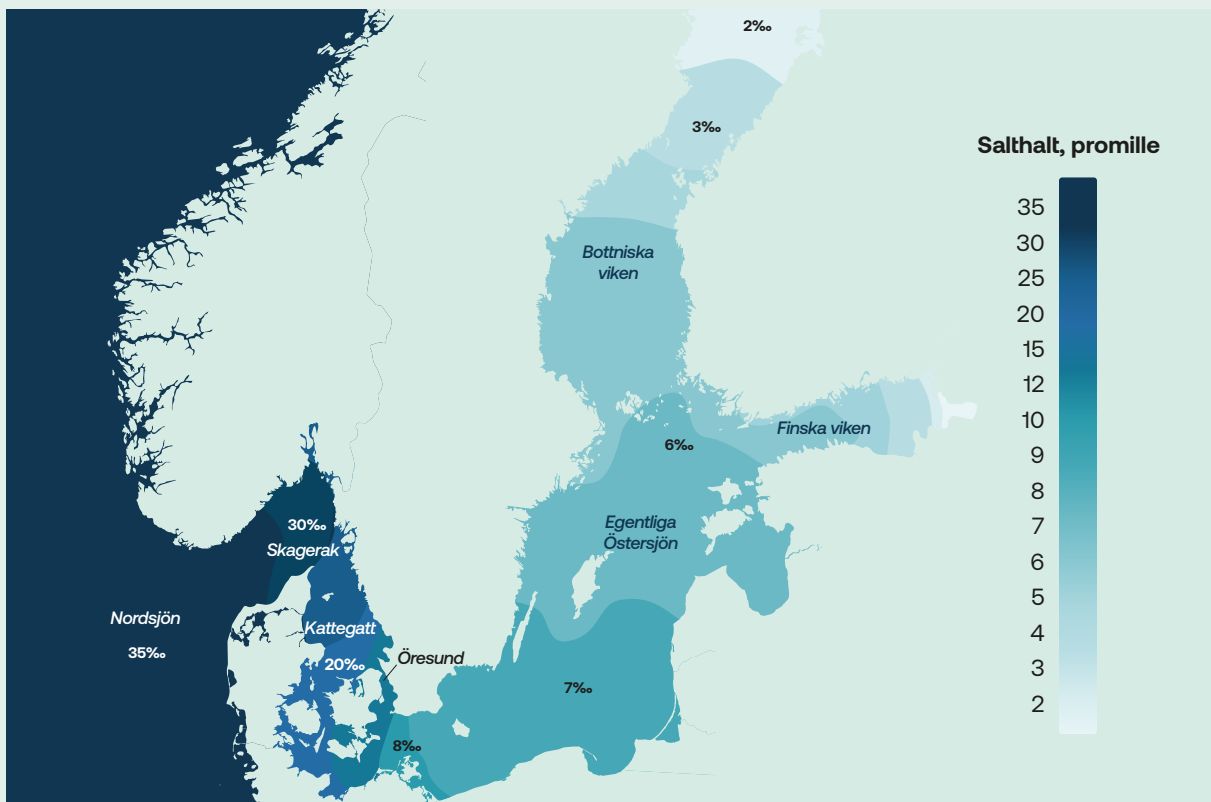 2‰
3‰
Salthalt, promille
35
30
25
20
15
12
10
9
8
7
6
5
4
3
2
Bottniska
viken
Finska viken
6‰
Egentliga
Östersjön
30‰
Skagerak
Nordsjön
35‰
Kattegatt
20‰
Öresund
7‰
8‰